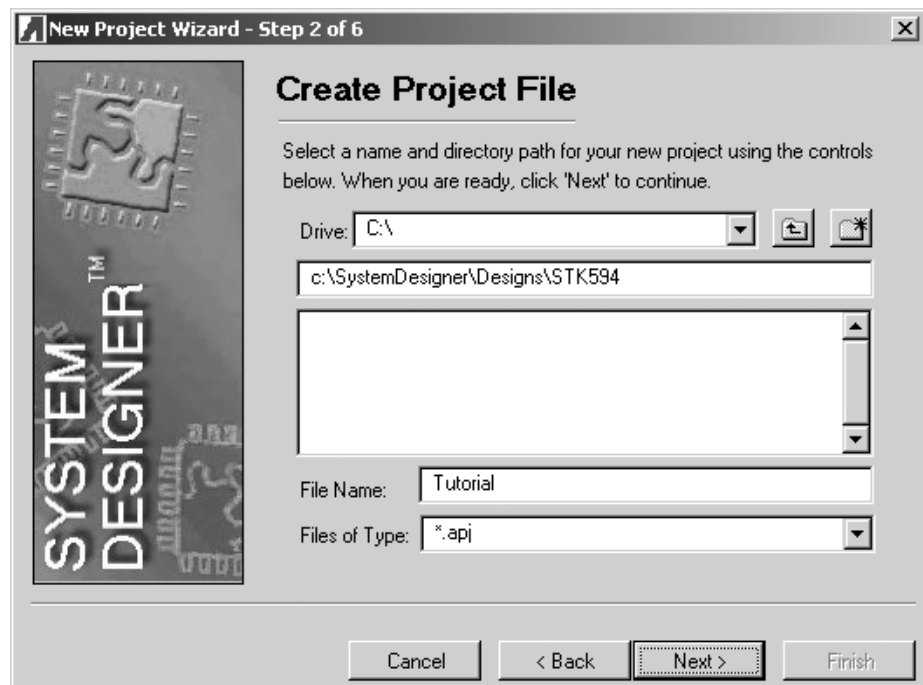 New Project Wizard - Step 2 of 6
SYSTEM
DESIGNER™
Create Project File
Select a name and directory path for your new project using the controls
below. When you are ready, click 'Next' to continue.
Drive: C:\
c:\SystemDesigner\Designs\STK594
File Name: Tutorial
Files of Type: *.apj
Cancel < Back Next > Finish